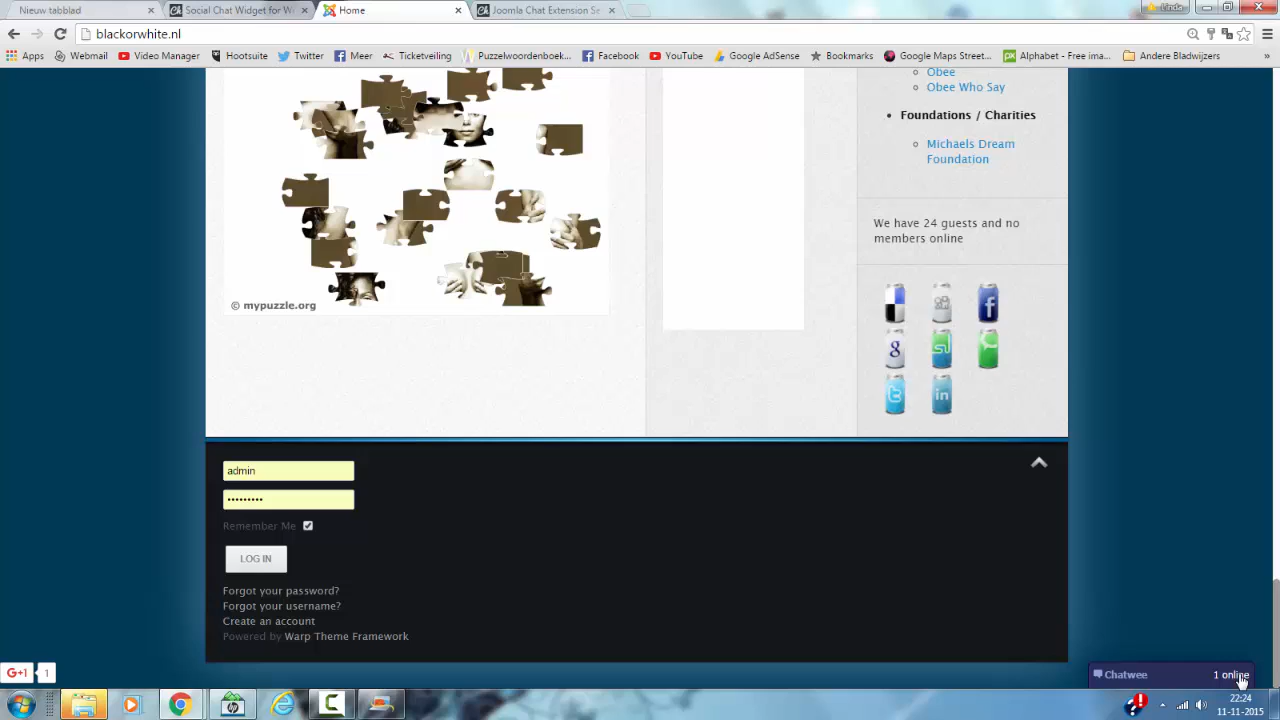 Nieuw tabblad
Social Chat Widget for W
Home
Joomla Chat Extension Se
Linde
blackorwhite.nl
Apps
Webmail
Video Manager
Hootsuite
Twitter
Meer
Ticketveiling
Puzzelwoordenboek...
Facebook
YouTube
Google AdSense
Bookmarks
Google Maps Street...
Alphabet - Free ima...
Andere Bladwijzers
»
Obee
Obee Who Say
Foundations / Charities
Michaels Dream
Foundation
We have 24 guests and no
members online
© mypuzzle.org
admin
•••••••••
Remember Me
LOG IN
Forgot your password?
Forgot your username?
Create an account
Powered by Warp Theme Framework
G+1 1
Chatwee 1 online
22:24
11-11-2015